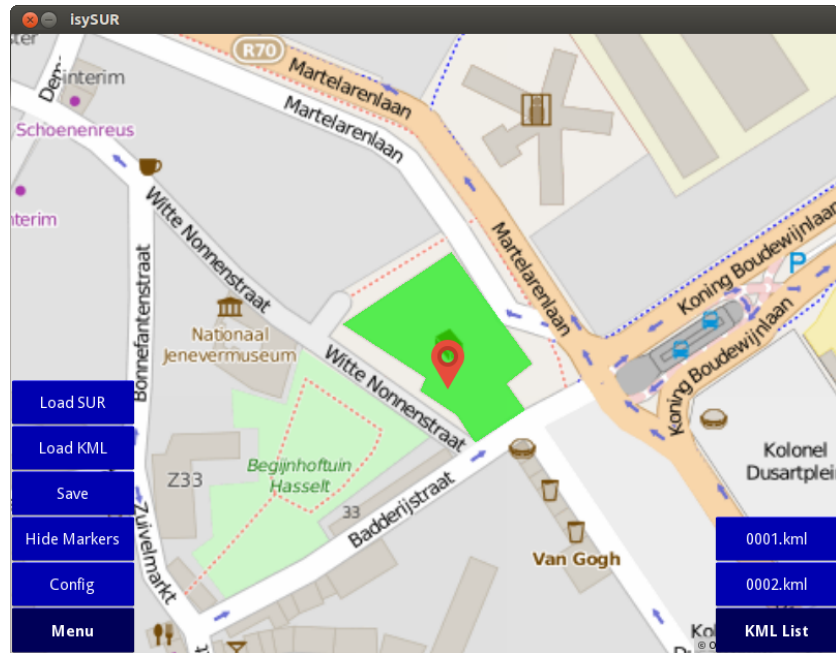 isySUR
interim
R70
Martelarenlaan
Martelarenlaan
Schoenenreus
Witte Nonnenstraat
Martelarenlaan
Koning Boudewijnlaan
P
Bonnefantenstraat
Nationaal
Jenevermuseum
Witte Nonnenstraat
Koning Boudewijnlaan
Load SUR
Load KML
Save
Hide Markers
Config
Menu
Z33
Begijnhoftuin
Hasselt
33
Badderijstraat
Zuivelmarkt
Van Gogh
Kolonel
Dusartplei
0001.kml
0002.kml
KML List